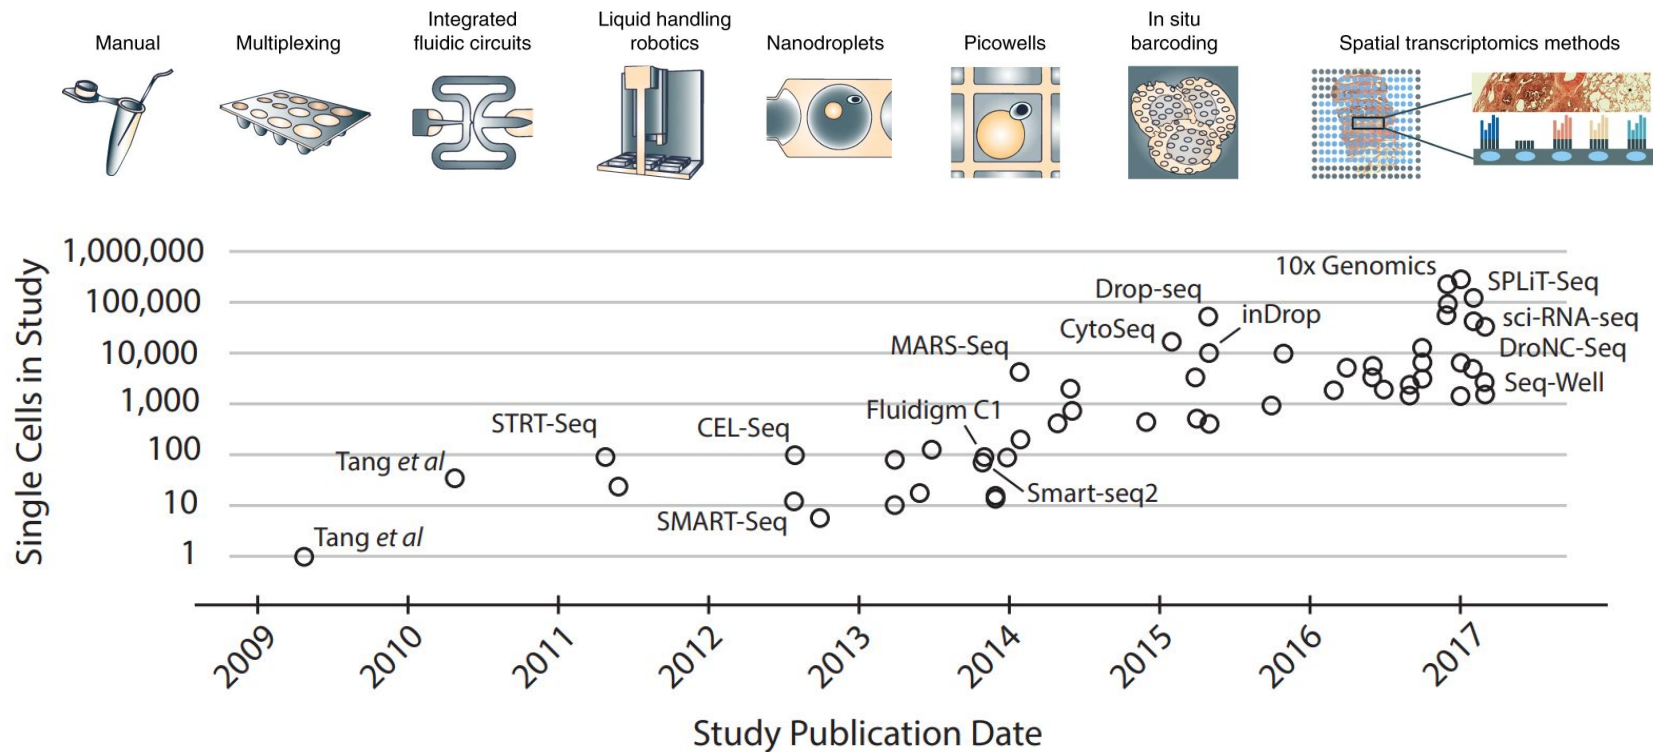 Manual
Multiplexing
Integrated
fluidic circuits
Liquid handling
robotics
Nanodroplets
Picowells
In situ
barcoding
Spatial transcriptomics methods
Single Cells in Study
1,000,000
100,000
10,000
1,000
100
10
1
Tang et al
Tang et al
STRT-Seq
CEL-Seq
SMART-Seq
Fluidigm C1
Smart-seq2
MARS-Seq
CytoSeq
Drop-seq
inDrop
10x Genomics
SPLiT-Seq
sci-RNA-seq
DroNC-Seq
Seq-Well
2009
2010
2011
2012
2013
2014
2015
2016
2017
Study Publication Date